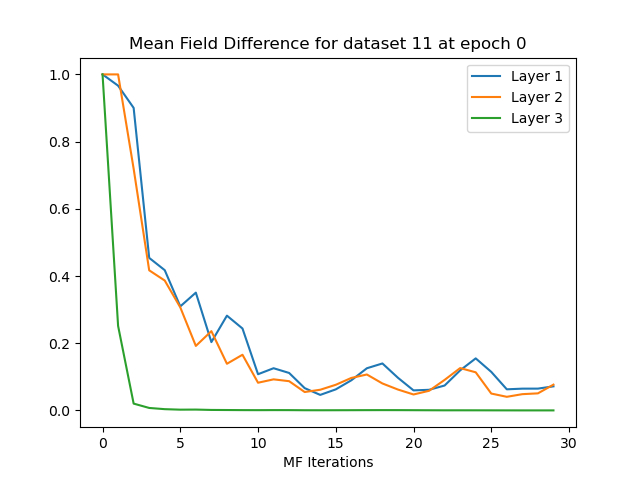 Mean Field Difference for dataset 11 at epoch 0
Layer 1
Layer 2
Layer 3
1.0
0.8
0.6
0.4
0.2
0.0
0 5 10 15 20 25 30
MF Iterations